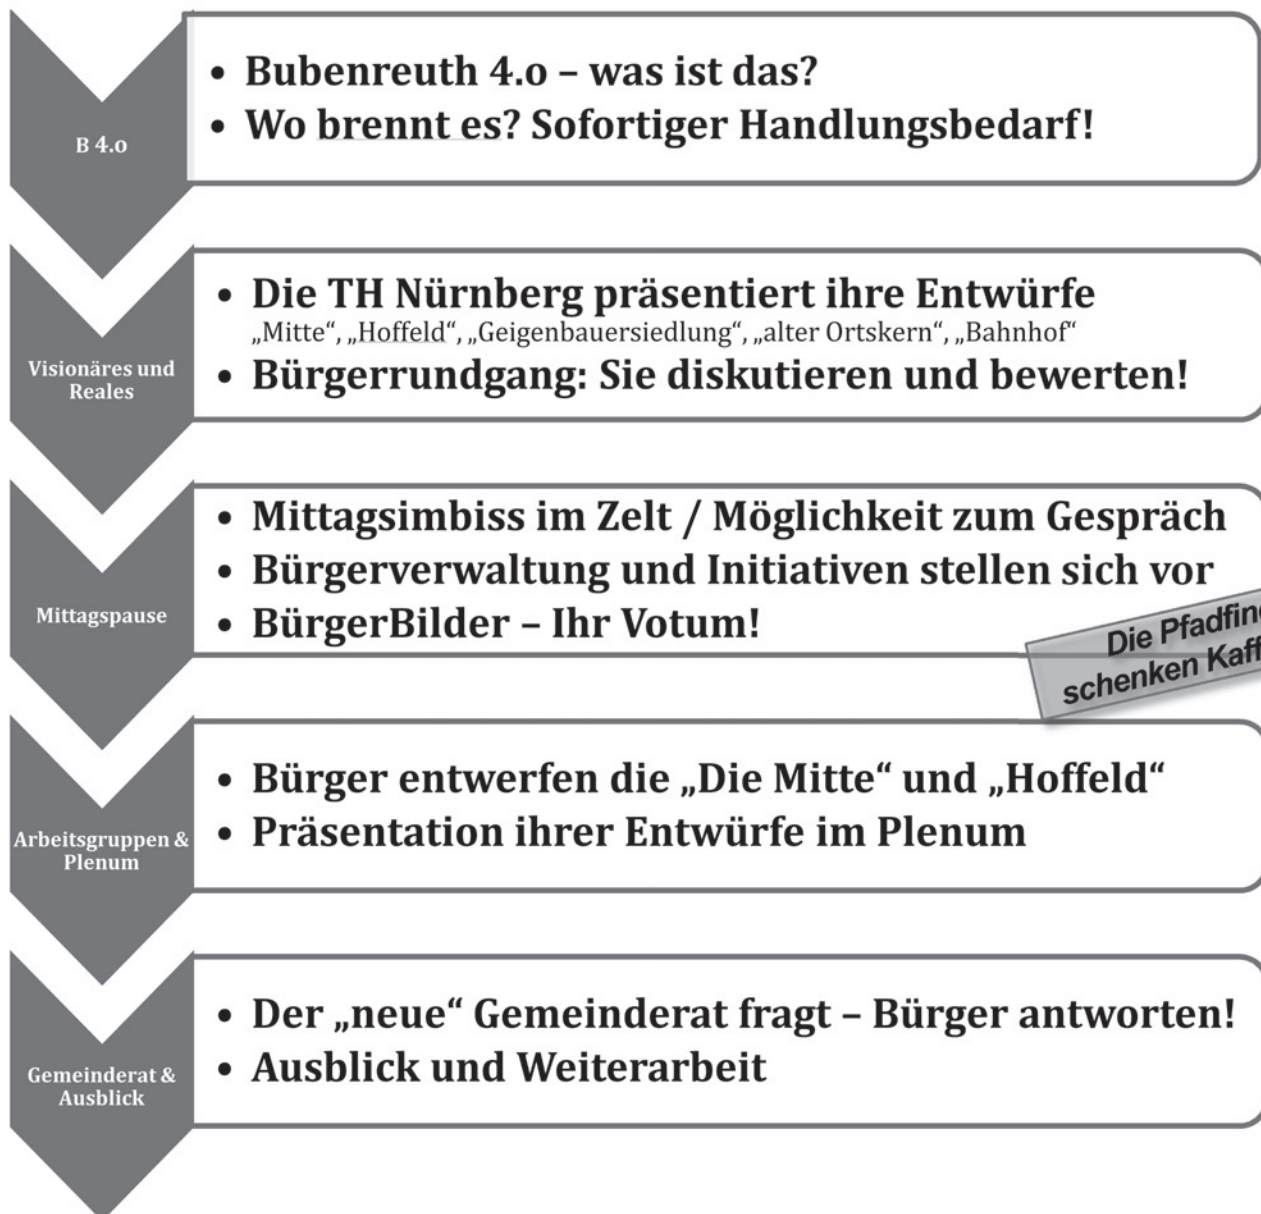 B 4.0
• Bubenreuth 4.0 – was ist das?
• Wo brennt es? Sofortiger Handlungsbedarf!
Visionäres und
Reales
• Die TH Nürnberg präsentiert ihre Entwürfe
„Mitte“, „Hoffeld“, „Geigenbauersiedlung“, „alter Ortskern“, „Bahnhof“
• Bürgerrundgang: Sie diskutieren und bewerten!
Mittagspause
• Mittagsimbiss im Zelt / Möglichkeit zum Gespräch
• Bürgerverwaltung und Initiativen stellen sich vor
• BürgerBilder – Ihr Votum!
Die
schenken
Arbeitsgruppen &
Plenum
• Bürger entwerfen die „Die Mitte“ und „Hoffeld“
• Präsentation ihrer Entwürfe im Plenum
Gemeinderat &
Ausblick
• Der „neue“ Gemeinderat fragt – Bürger antworten!
• Ausblick und Weiterarbeit